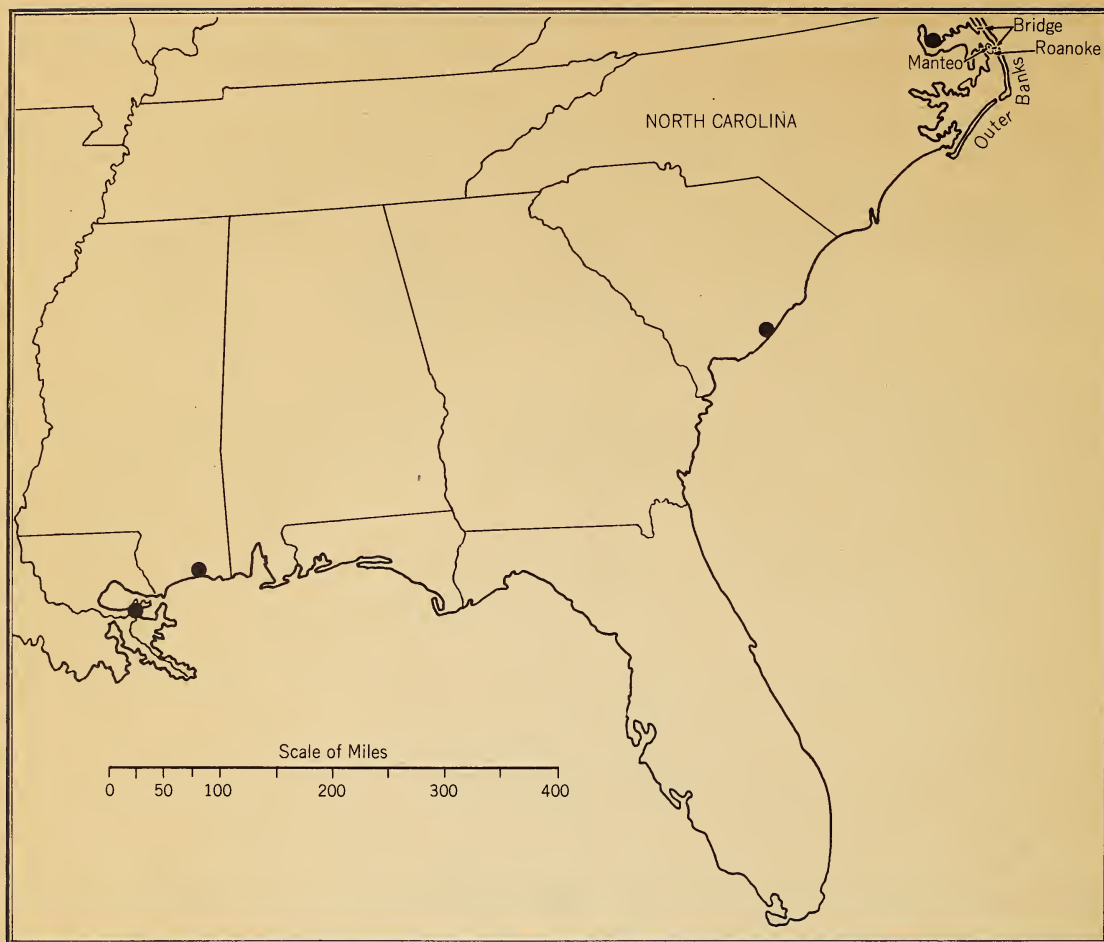 Bridge
Manteo
Roanoke
Outer Banks
NORTH CAROLINA
Scale of Miles
0 50 100 200 300 400